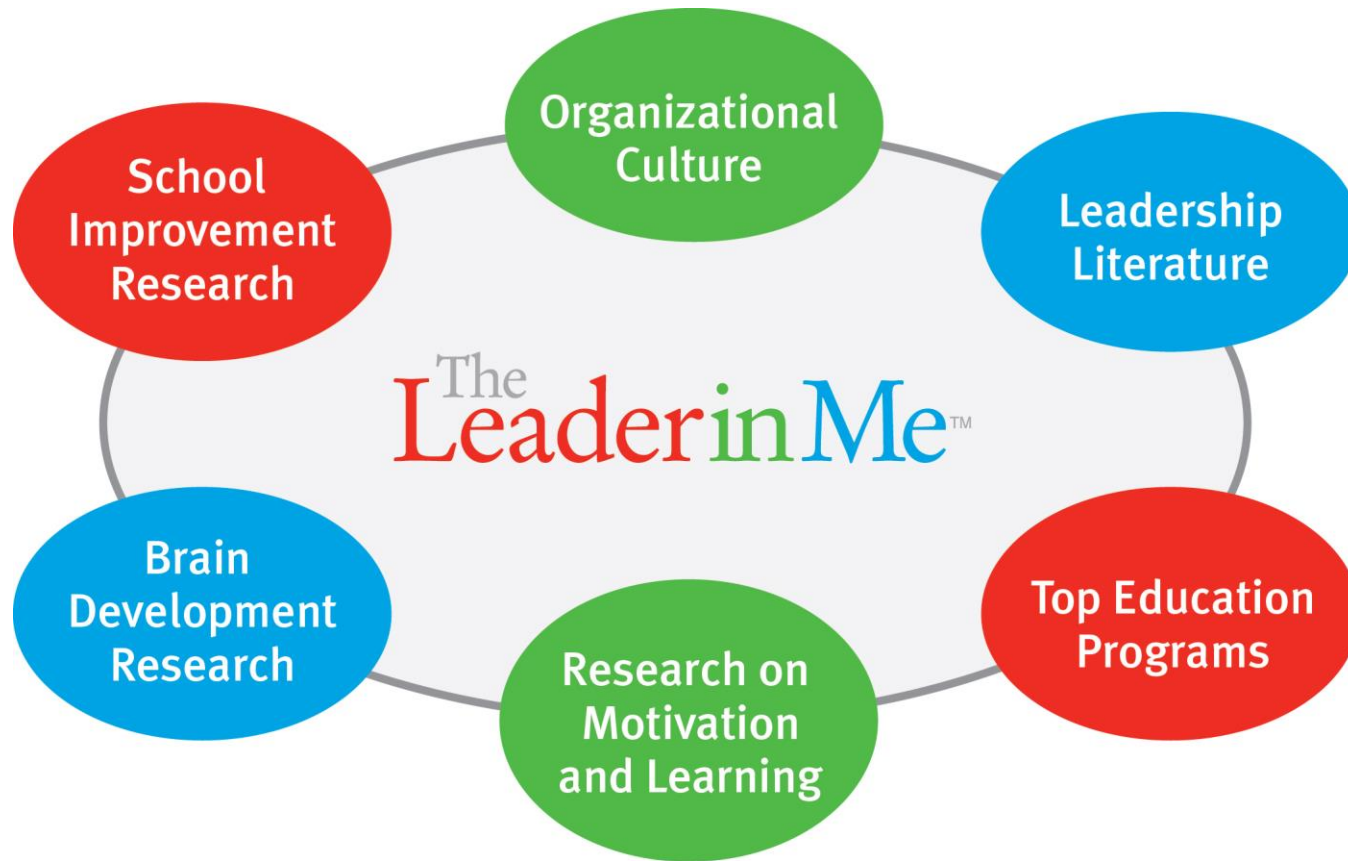 Organizational
Culture
School
Improvement
Research
Leadership
Literature
The
Leader in Me™
Brain
Development
Research
Top Education
Programs
Research on
Motivation
and Learning